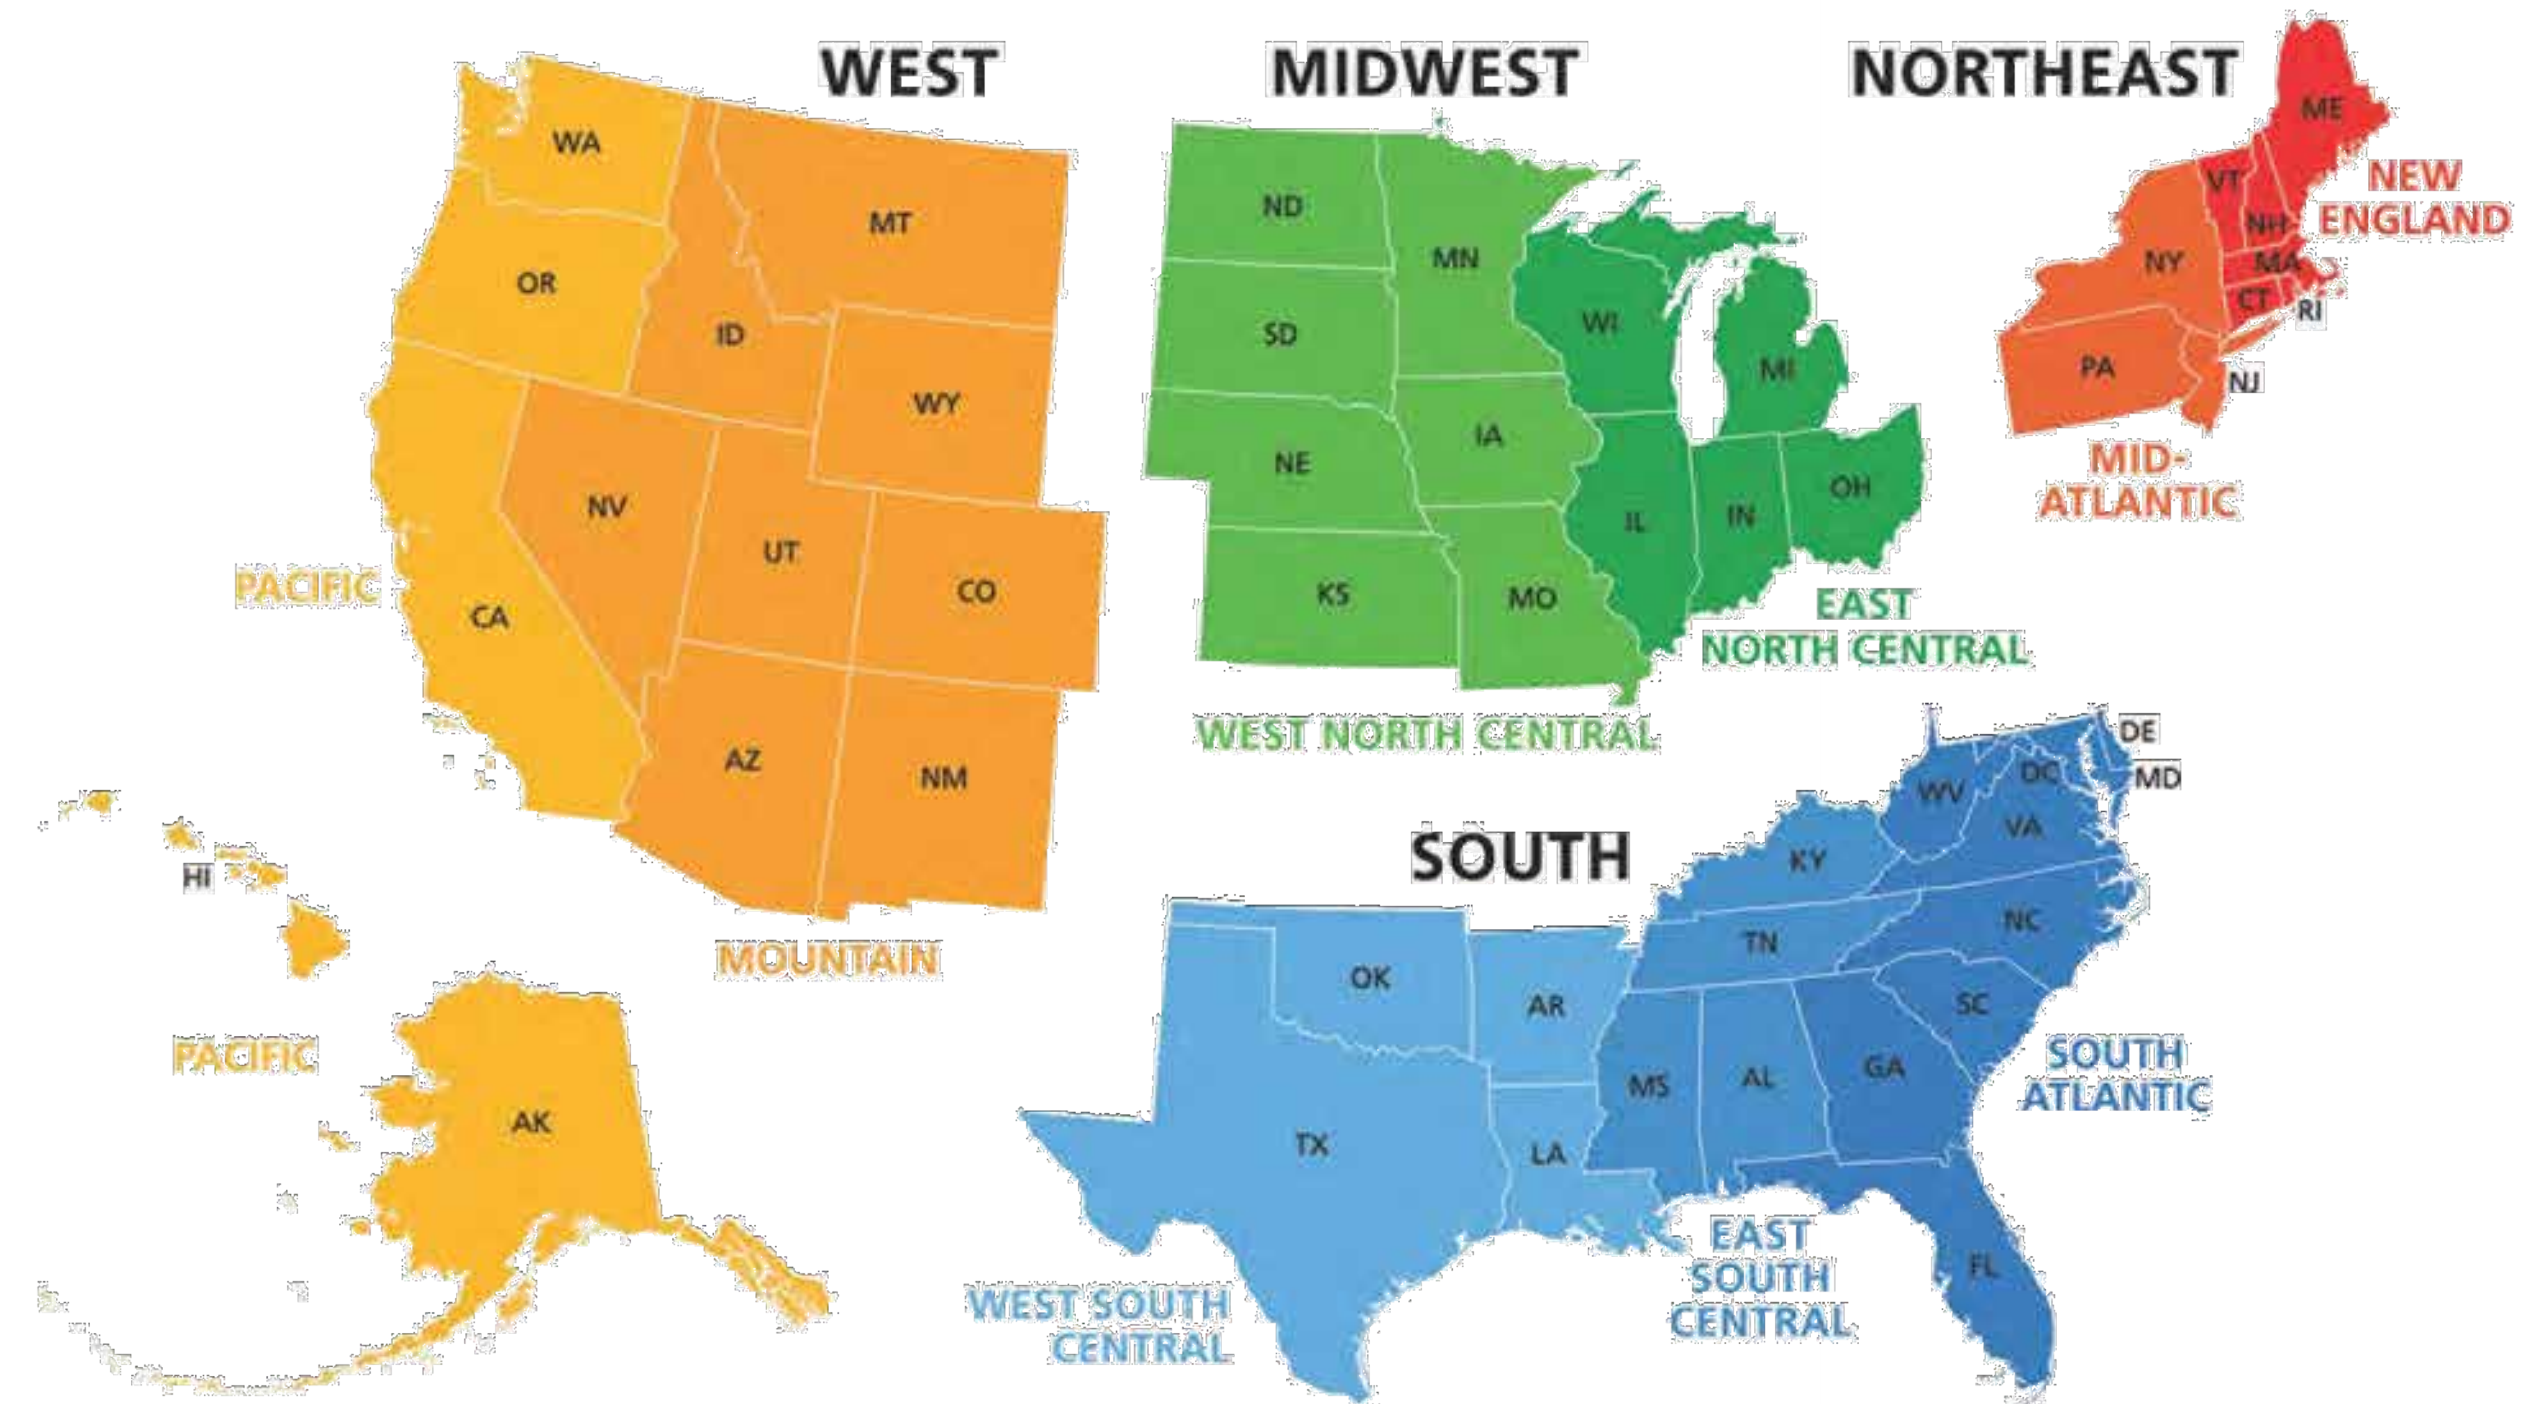 WEST
MIDWEST
NORTHEAST
ME
WA
NEW
ENGLAND
VT
ND
MT
NH
MN
NY
MA
OR
CT
RI
WI
SD
ID
PA
MI
NJ
WY
IA
MID-
ATLANTIC
NE
OH
NV
IN
IL
UT
PACIFIC
CO
KS
MO
EAST
NORTH CENTRAL
CA
WEST NORTH CENTRAL
DE
AZ
NM
DC
MD
WV
VA
SOUTH
KY
HI
NC
TN
MOUNTAIN
OK
AR
SC
PACIFIC
SOUTH
ATLANTIC
GA
AL
MS
AK
TX
LA
EAST
SOUTH
CENTRAL
FL
WEST SOUTH
CENTRAL